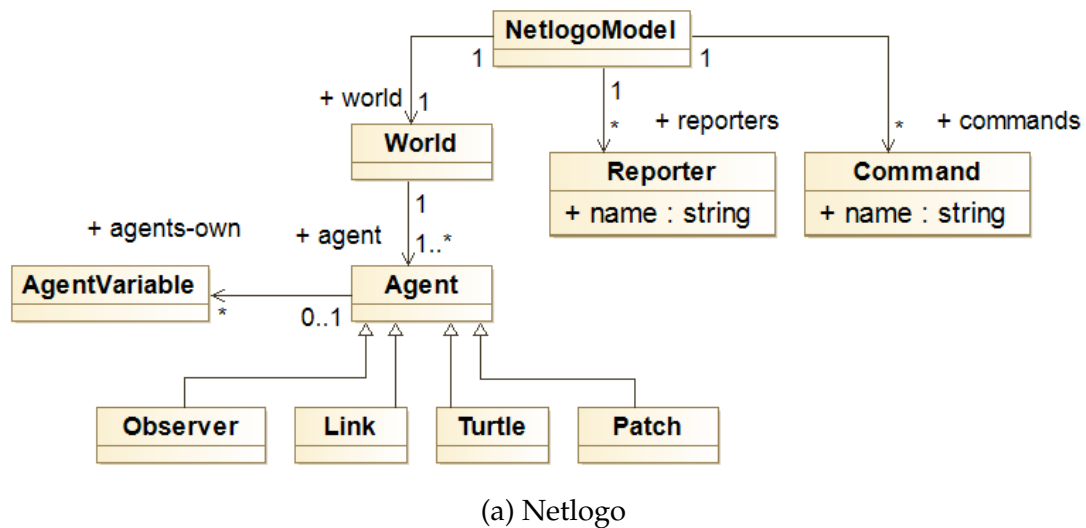 NetlogoModel
1
1
1
+ world
1
*
+ reporters
*
+ commands
World
Reporter
+ name : string
Command
+ name : string
1
+ agents-own
+ agent
1..*
AgentVariable
*
0..1
Agent
Observer
Link
Turtle
Patch
(a) Netlogo